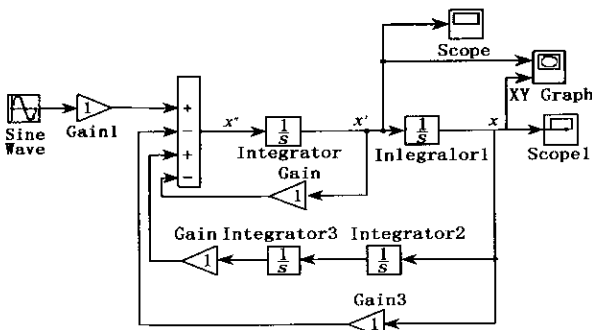 Scope
XY Graph
1
Sine
Wave
Gain1
+
−
+
−
x″
1/s
Integrator
x′
1/s
Inlegralor1
x
Scope1
Gain
1
Gain
1
Integrator3
1/s
Integrator2
1/s
Gain3
1